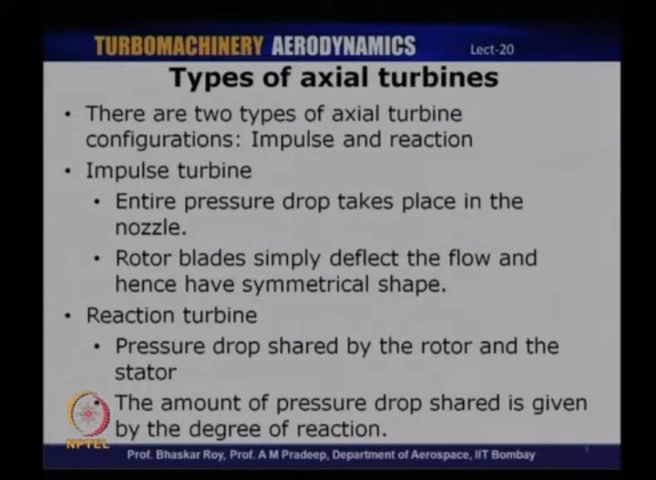 TURBOMACHINERY AERODYNAMICS Lect-20
Types of axial turbines
• There are two types of axial turbine
configurations: Impulse and reaction
• Impulse turbine
• Entire pressure drop takes place in the
nozzle.
• Rotor blades simply deflect the flow and
hence have symmetrical shape.
• Reaction turbine
• Pressure drop shared by the rotor and the
stator
The amount of pressure drop shared is given
by the degree of reaction.
NPTEL
Prof. Bhaskar Roy, Prof. A M Pradeep, Department of Aerospace, IIT Bombay